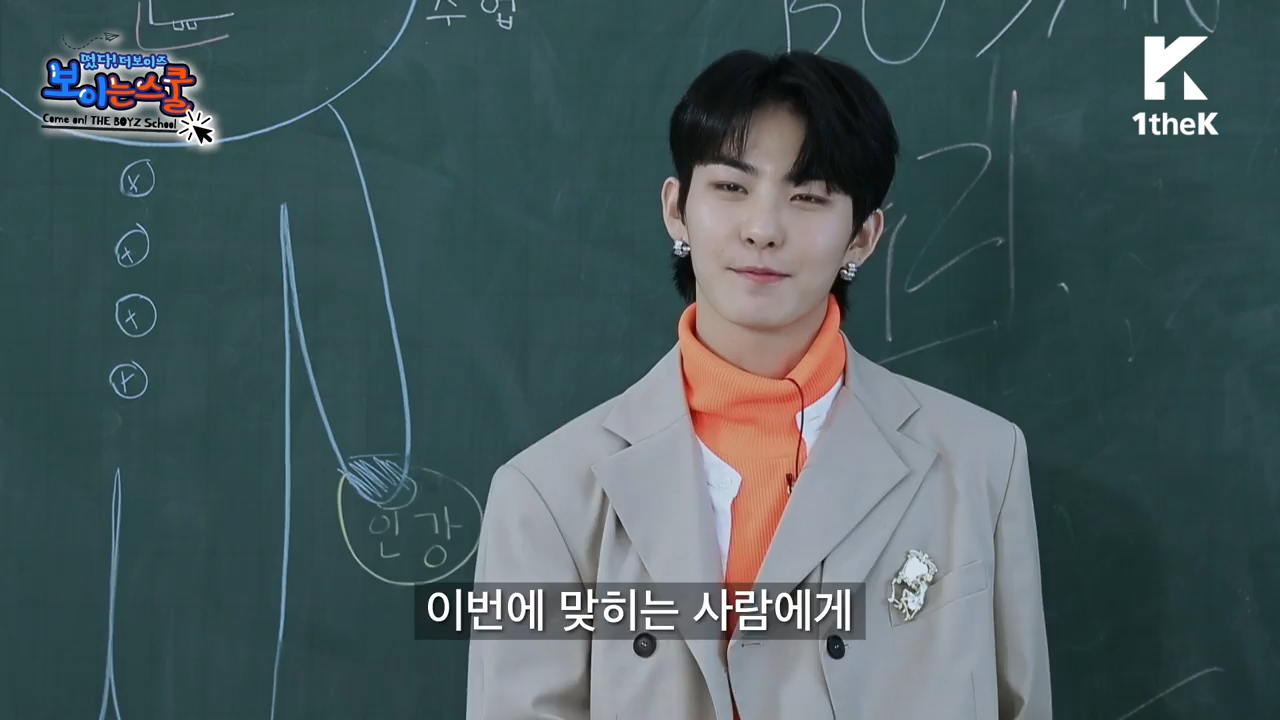 떴다! 더보이즈
보이는스쿨
Come on! THE BOYZ School
1theK
수업
인강
이번에 맞히는 사람에게